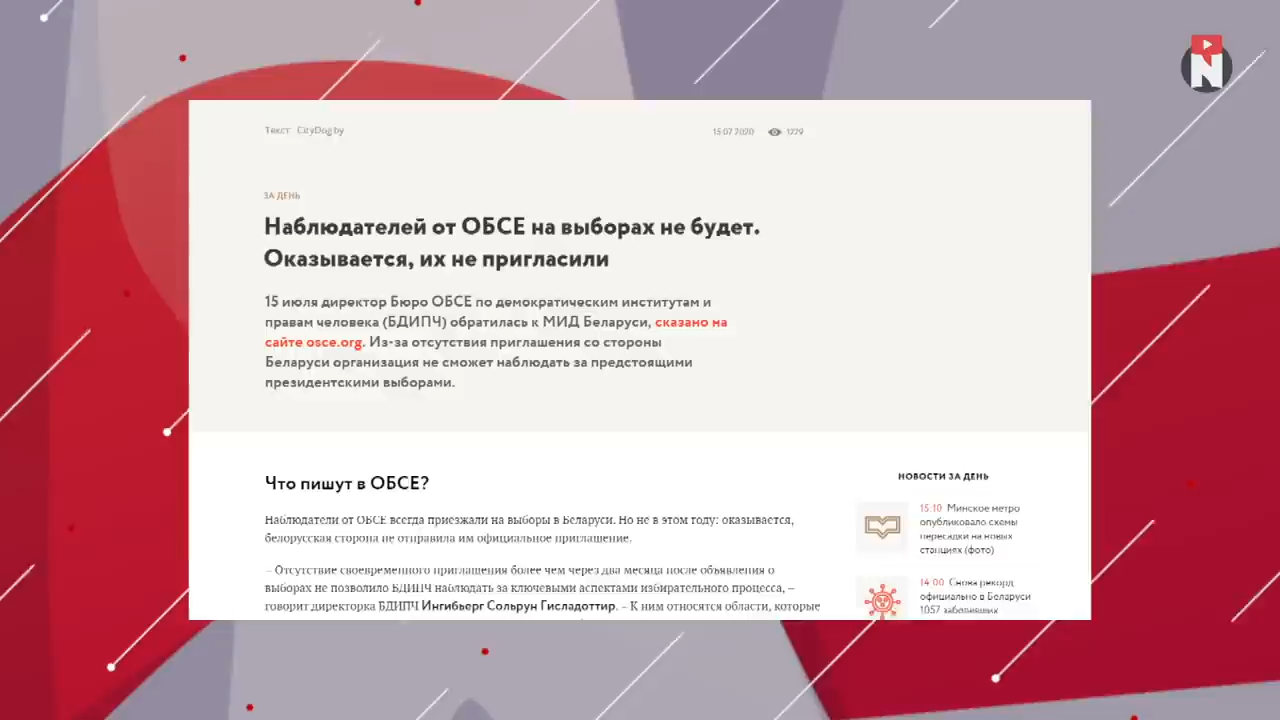 Текст CityDog.by
15.07.2020 1229
N
ЗА ДЕНЬ
Наблюдателей от ОБСЕ на выборах не будет.
Оказывается, их не пригласили
15 июля директор Бюро ОБСЕ по демократическим институтам и
правам человека (БДИПЧ) обратилась к МИД Беларуси, сказано на
сайте osce.org. Из-за отсутствия приглашения со стороны
Беларуси организация не сможет наблюдать за предстоящими
президентскими выборами.
Что пишут в ОБСЕ?
Наблюдатели от ОБСЕ всегда приезжали на выборы в Беларуси. Но не в этом году: оказывается,
белорусская сторона не отправила им официальное приглашение.
– Отсутствие своевременного приглашения более чем через два месяца после объявления о
выборах не позволило БДИПЧ наблюдать за ключевыми аспектами избирательного процесса, –
говорит директорка БДИПЧ Ингибьерг Сольрун Гисладоттир. – К ним относятся области, которые
НОВОСТИ ЗА ДЕНЬ
15:10 Минское метро
опубликовало схемы
пересадки на новых
станциях (фото)
14:00 Снова рекорд:
официально в Беларуси
1057 заболевших